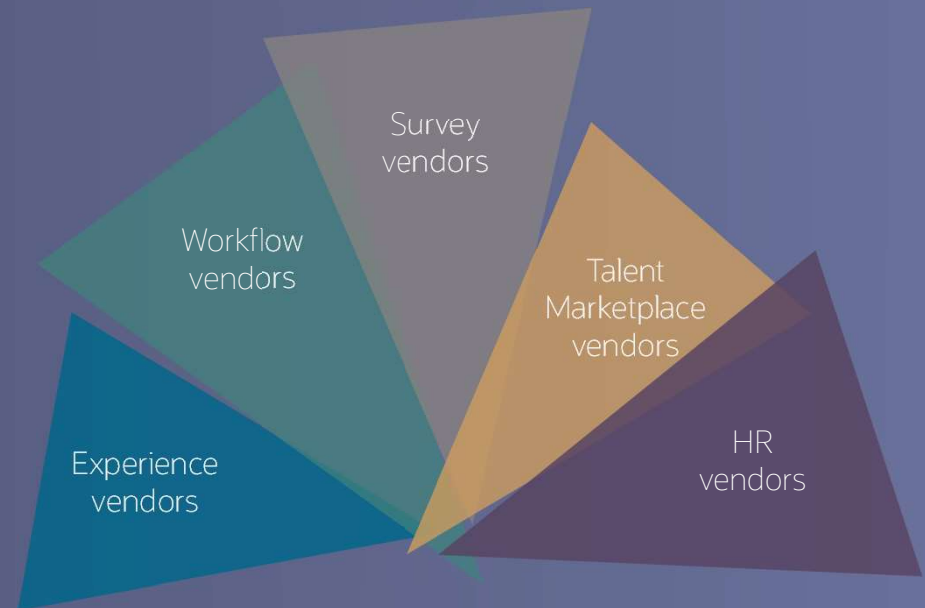 Survey
vendors
Workflow
vendors
Talent
Marketplace
vendors
Experience
vendors
HR
vendors